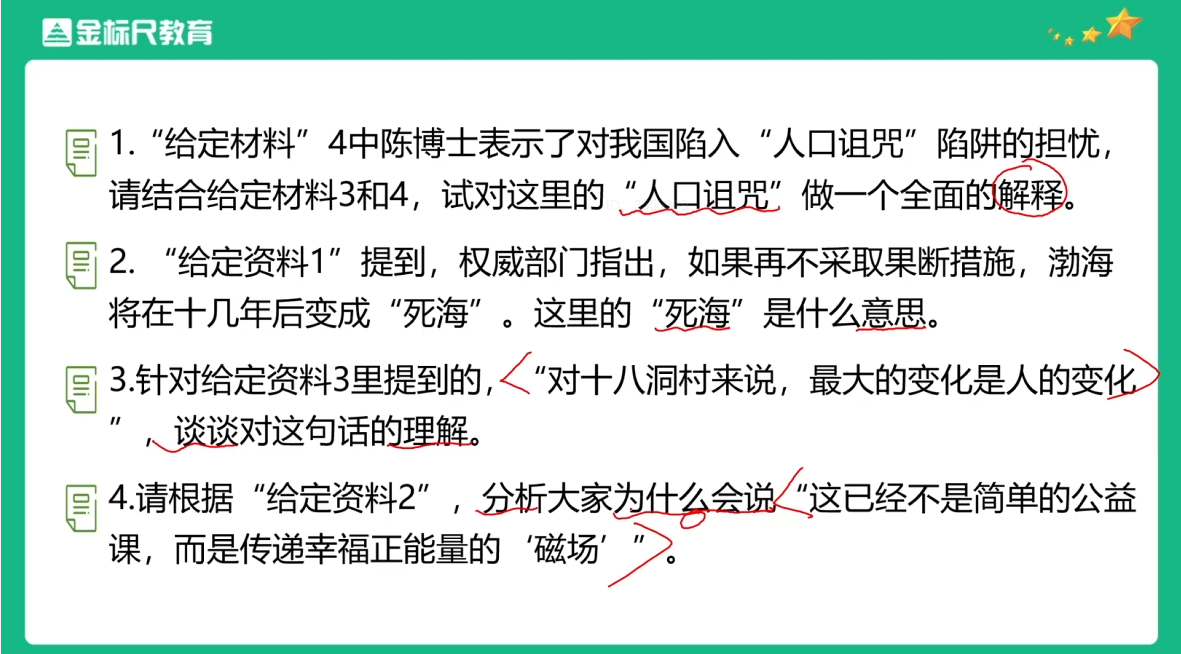 金标尺教育
1.“给定材料”4中陈博士表示了对我国陷入“人口诅咒”陷阱的担忧，
请结合给定材料3和4，试对这里的“人口诅咒”做一个全面的解释。
2. “给定资料1”提到，权威部门指出，如果再不采取果断措施，渤海
将在十几年后变成“死海”。这里的“死海”是什么意思。
3.针对给定资料3里提到的，“对十八洞村来说，最大的变化是人的变化
”，谈谈对这句话的理解。
4.请根据“给定资料2”，分析大家为什么会说“这已经不是简单的公益
课，而是传递幸福正能量的‘磁场’”。